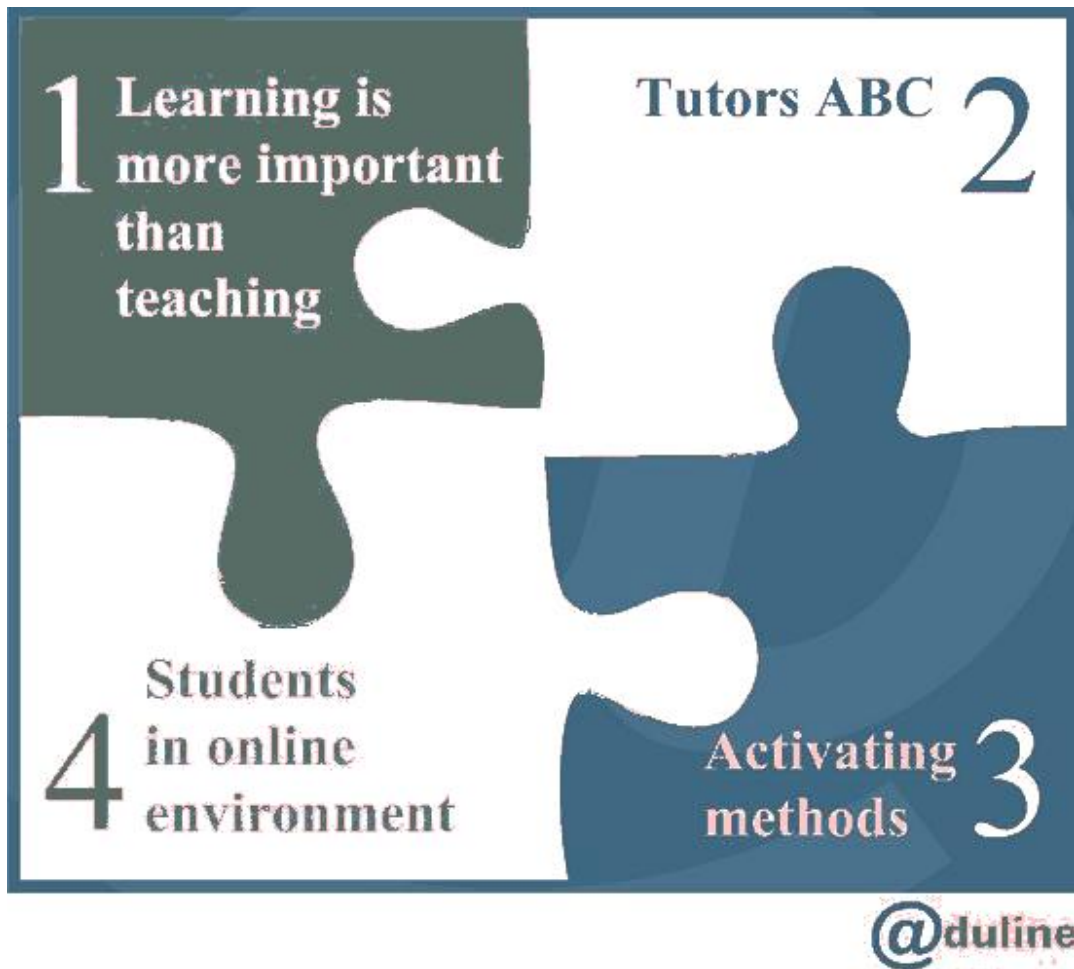 1 Learning is
more important
than
teaching
Tutors ABC 2
Students
in online
4 environment
Activating 3
methods
@duline